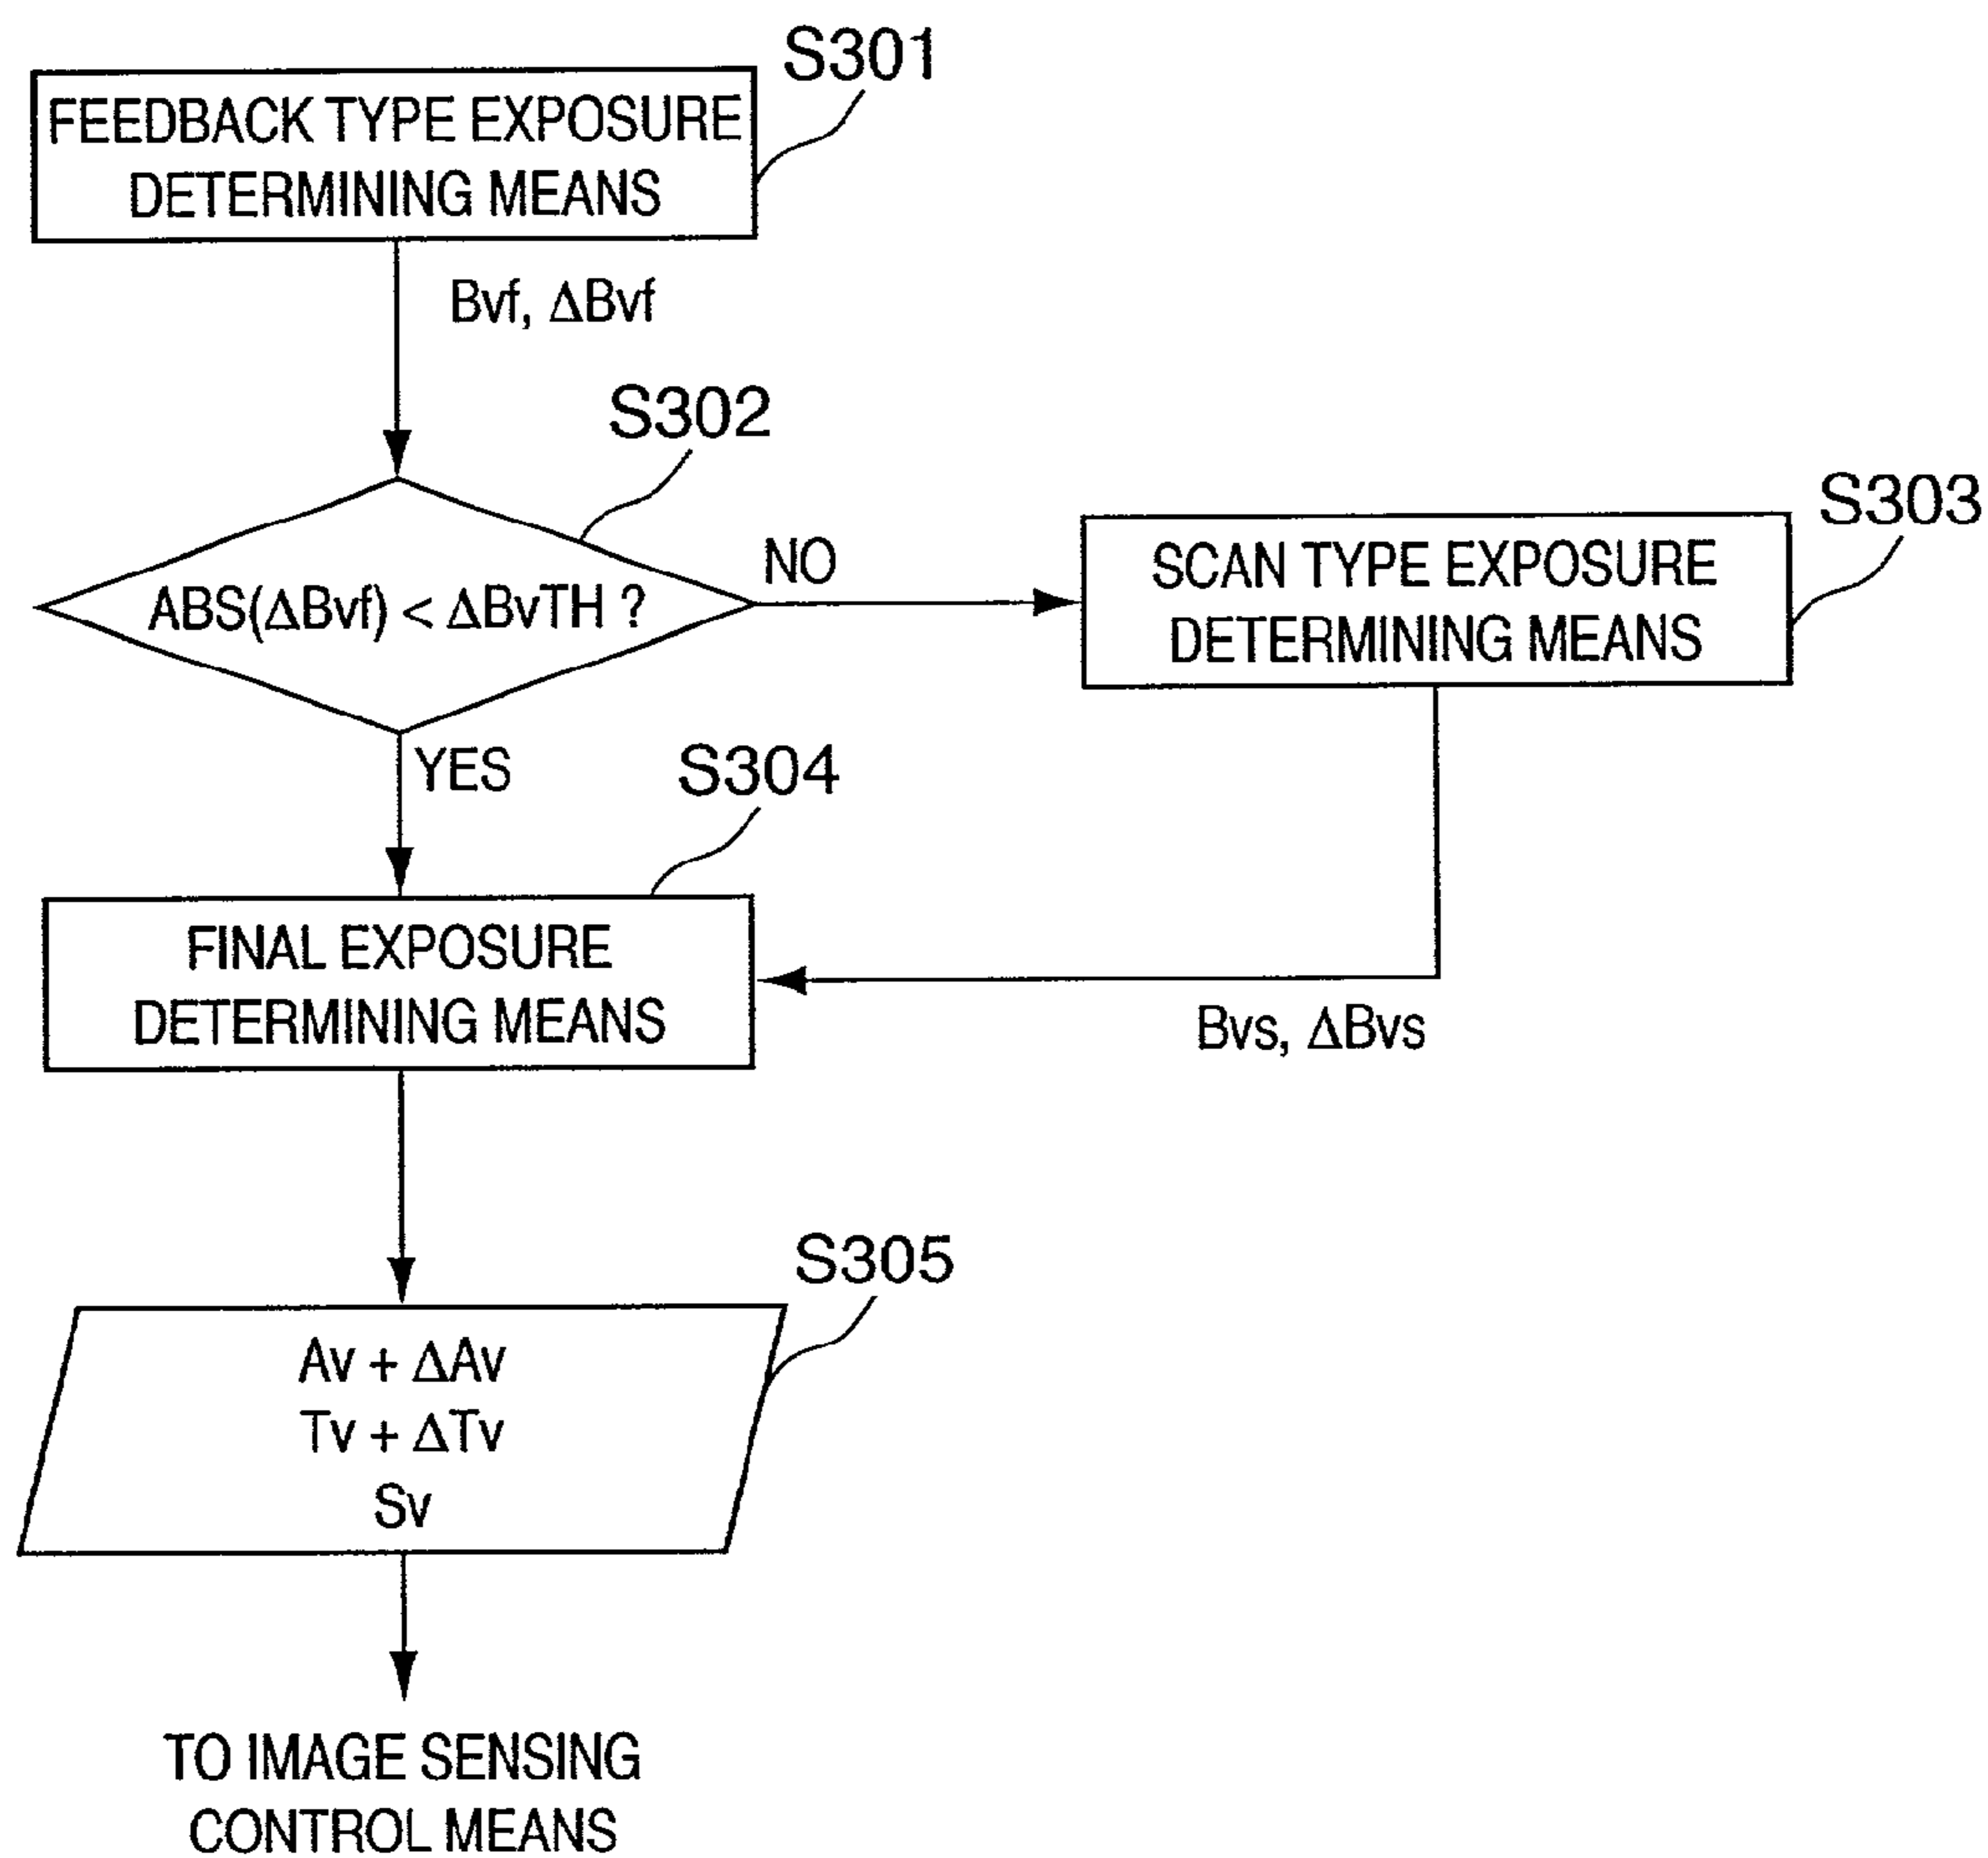 S301
FEEDBACK TYPE EXPOSURE
DETERMINING MEANS
Bvf, ΔBvf
S302
ABS(ΔBvf) < ΔBvTH ?
NO
S303
SCAN TYPE EXPOSURE
DETERMINING MEANS
YES
S304
FINAL EXPOSURE
DETERMINING MEANS
Bvs, ΔBvs
S305
Av + ΔAv
Tv + ΔTv
Sv
TO IMAGE SENSING
CONTROL MEANS